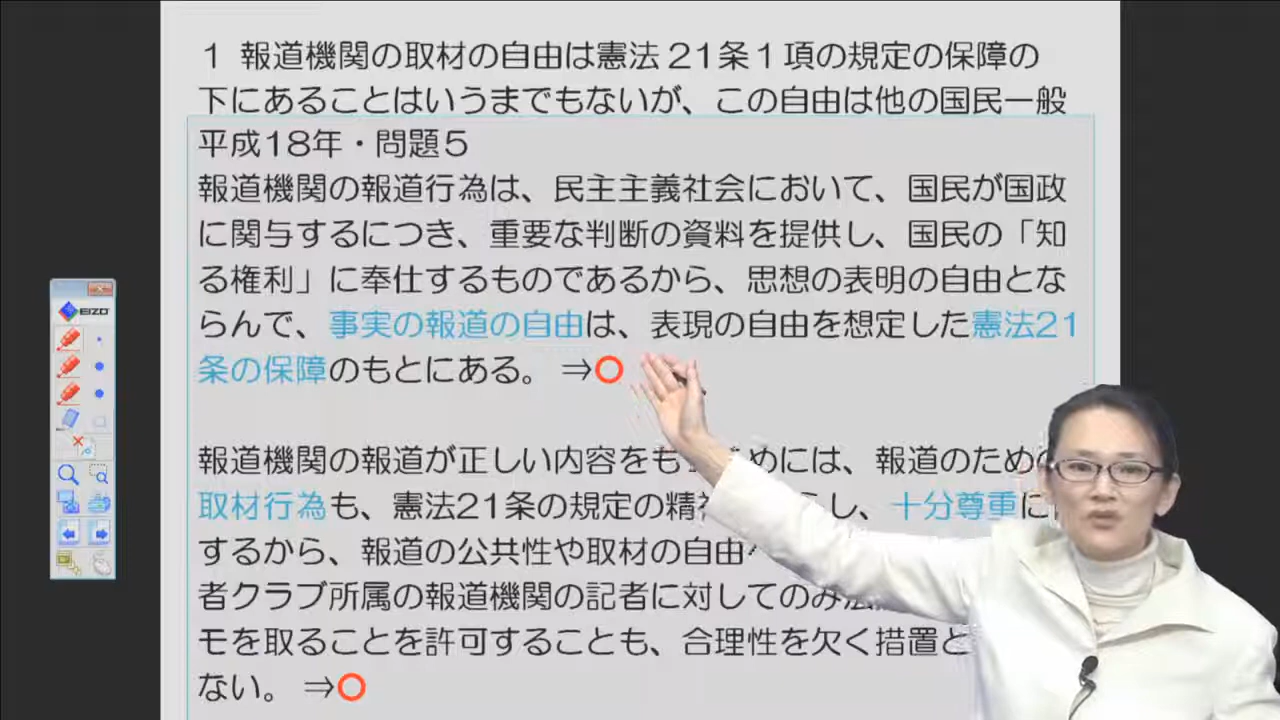 １ 報道機関の取材の自由は憲法21条１項の規定の保障の
下にあることはいうまでもないが、この自由は他の国民一般
平成18年・問題５
報道機関の報道行為は、民主主義社会において、国民が国政
に関与するにつき、重要な判断の資料を提供し、国民の「知
る権利」に奉仕するものであるから、思想の表明の自由とな
らんで、事実の報道の自由は、表現の自由を想定した憲法21
条の保障のもとにある。 ⇒○
報道機関の報道が正しい内容をも めには、報道のための
取材行為も、憲法21条の規定の精神 らし、十分尊重に
するから、報道の公共性や取材の自由
者クラブ所属の報道機関の記者に対してのみ法
モを取ることを許可することも、合理性を欠く措置と
ない。 ⇒○
EIZO